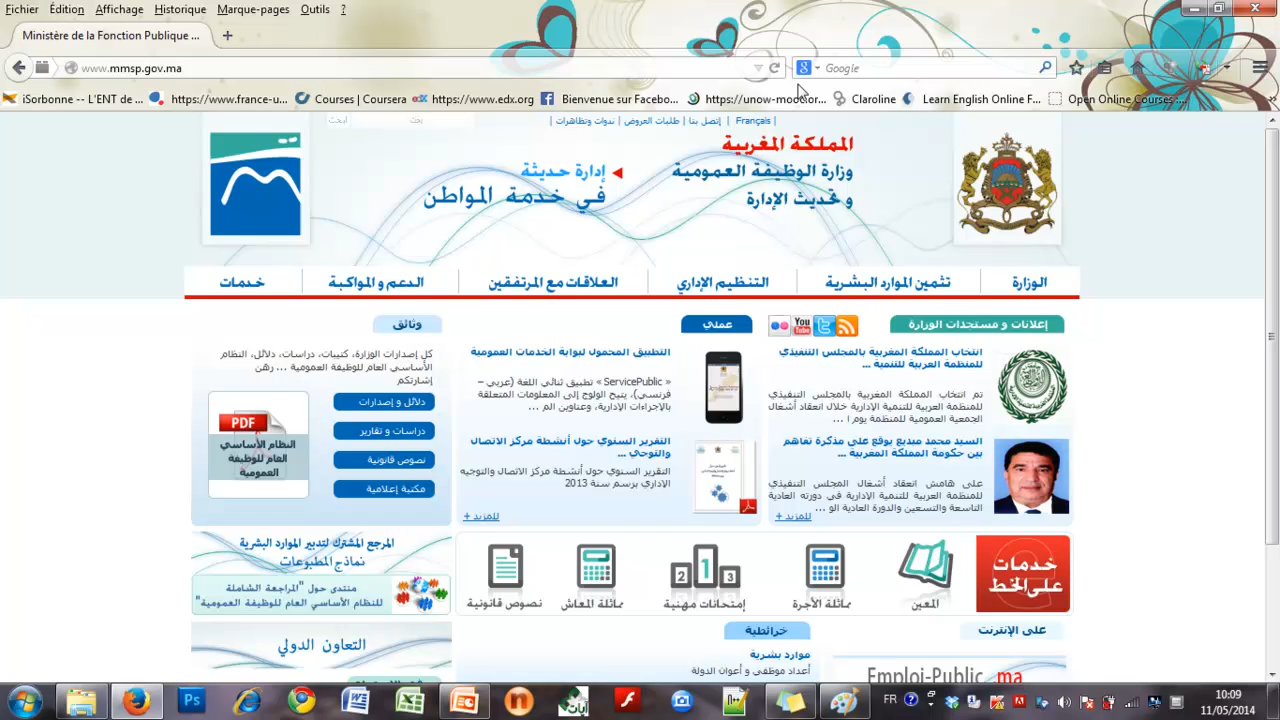 Fichier Édition Affichage Historique Marque-pages Outils ?
Ministère de la Fonction Publique ...
www.mmsp.gov.ma
Google
iSorbonne -- L'ENT de ... https://www.france-u... Courses | Coursera https://www.edx.org Bienvenue sur Facebo... https://unow-mooc.or... Claroline Learn English Online F... Open Online Courses :...
Français | إتصل بنا | طلبات العروض | ندوات وتظاهرات |
بحث
ابحث
المملكة المغربية
وزارة الوظيفة العمومية
و تحديث الإدارة
إدارة حديثة
في خدمة المواطن
الوزارة
تثمين الموارد البشرية
التنظيم الإداري
العلاقات مع المرتفقين
الدعم و المواكبة
خدمات
إعلانات و مستجدات الوزارة
You Tube
انتخاب المملكة المغربية بالمجلس التنفيذي
للمنظمة العربية للتنمية ...
تم انتخاب المملكة المغربية بالمجلس التنفيذي
للمنظمة العربية للتنمية الإدارية خلال انعقاد أشغال
الجمعية العمومية للمنظمة يوم ا ...
السيد محمد مبديع يوقع على مذكرة تفاهم
بين حكومة المملكة المغربية ...
على هامش انعقاد أشغال المجلس التنفيذي
للمنظمة العربية للتنمية الإدارية في دورته العادية
التاسعة والتسعين والدورة العادية الو ...
للمزيد +
عملي
التطبيق المحمول لبوابة الخدمات العمومية
« ServicePublic » تطبيق ثنائي اللغة (عربي –
فرنسي)، يتيح الولوج إلى المعلومات المتعلقة
بالإجراءات الإدارية، وعناوين الم ...
التقرير السنوي حول أنشطة مركز الاتصال
والتوجي ...
التقرير السنوي حول أنشطة مركز الاتصال والتوجيه
الإداري برسم سنة 2013
للمزيد +
وثائق
كل إصدارات الوزارة، كتيبات، دراسات، دلائل، النظام
الأساسي العام للوظيفة العمومية، ... رهن
إشارتكم
دلائل و إصدارات
دراسات و تقارير
نصوص قانونية
مكتبة إعلامية
PDF
النظام الأساسي
العام للوظيفة
العمومية
خدمات
على الخط
المعين
مماثلة الأجرة
1 2 3
إمتحانات مهنية
مماثلة المعاش
نصوص قانونية
المرجع المشترك لتدبير الموارد البشرية
نماذج المطبوعات
منتدى حول "المراجعة الشاملة
للنظام الأساسي العام للوظيفة العمومية"
التعاون الدولي
على الإنترنت
Emploi-Public.ma
خرائطية
موارد بشرية
أعداد موظفي و أعوان الدولة
FR
10:09
11/05/2014